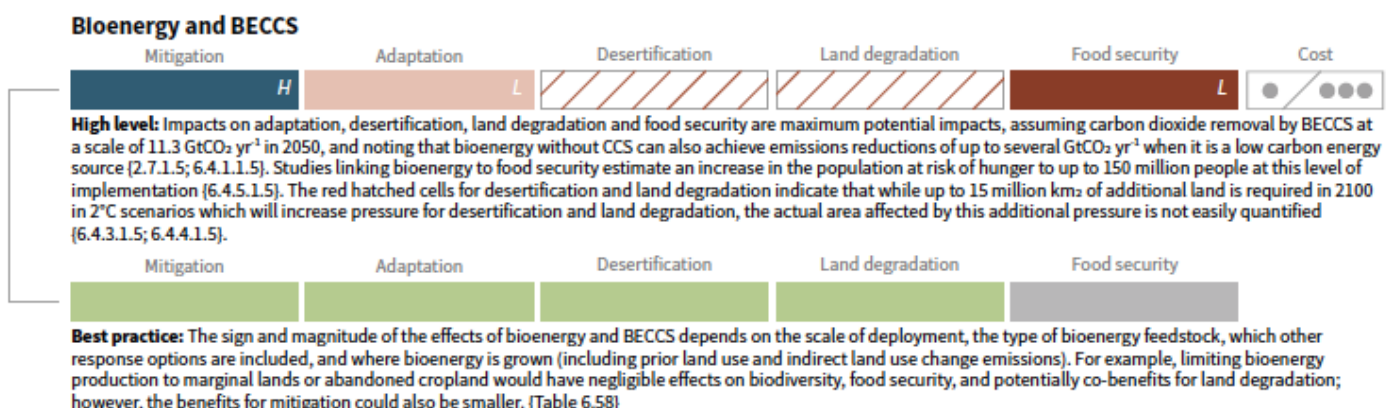 Bioenergy and BECCS
Mitigation Adaptation Desertification Land degradation Food security Cost
H L L
High level: Impacts on adaptation, desertification, land degradation and food security are maximum potential impacts, assuming carbon dioxide removal by BECCS at
a scale of 11.3 GtCO₂ yr⁻¹ in 2050, and noting that bioenergy without CCS can also achieve emissions reductions of up to several GtCO₂ yr⁻¹ when it is a low carbon energy
source {2.7.1.5; 6.4.1.1.5}. Studies linking bioenergy to food security estimate an increase in the population at risk of hunger to up to 150 million people at this level of
implementation {6.4.5.1.5}. The red hatched cells for desertification and land degradation indicate that while up to 15 million km₂ of additional land is required in 2100
in 2°C scenarios which will increase pressure for desertification and land degradation, the actual area affected by this additional pressure is not easily quantified
{6.4.3.1.5; 6.4.4.1.5}.
Mitigation Adaptation Desertification Land degradation Food security
Best practice: The sign and magnitude of the effects of bioenergy and BECCS depends on the scale of deployment, the type of bioenergy feedstock, which other
response options are included, and where bioenergy is grown (including prior land use and indirect land use change emissions). For example, limiting bioenergy
production to marginal lands or abandoned cropland would have negligible effects on biodiversity, food security, and potentially co-benefits for land degradation;
however, the benefits for mitigation could also be smaller. {Table 6.58}